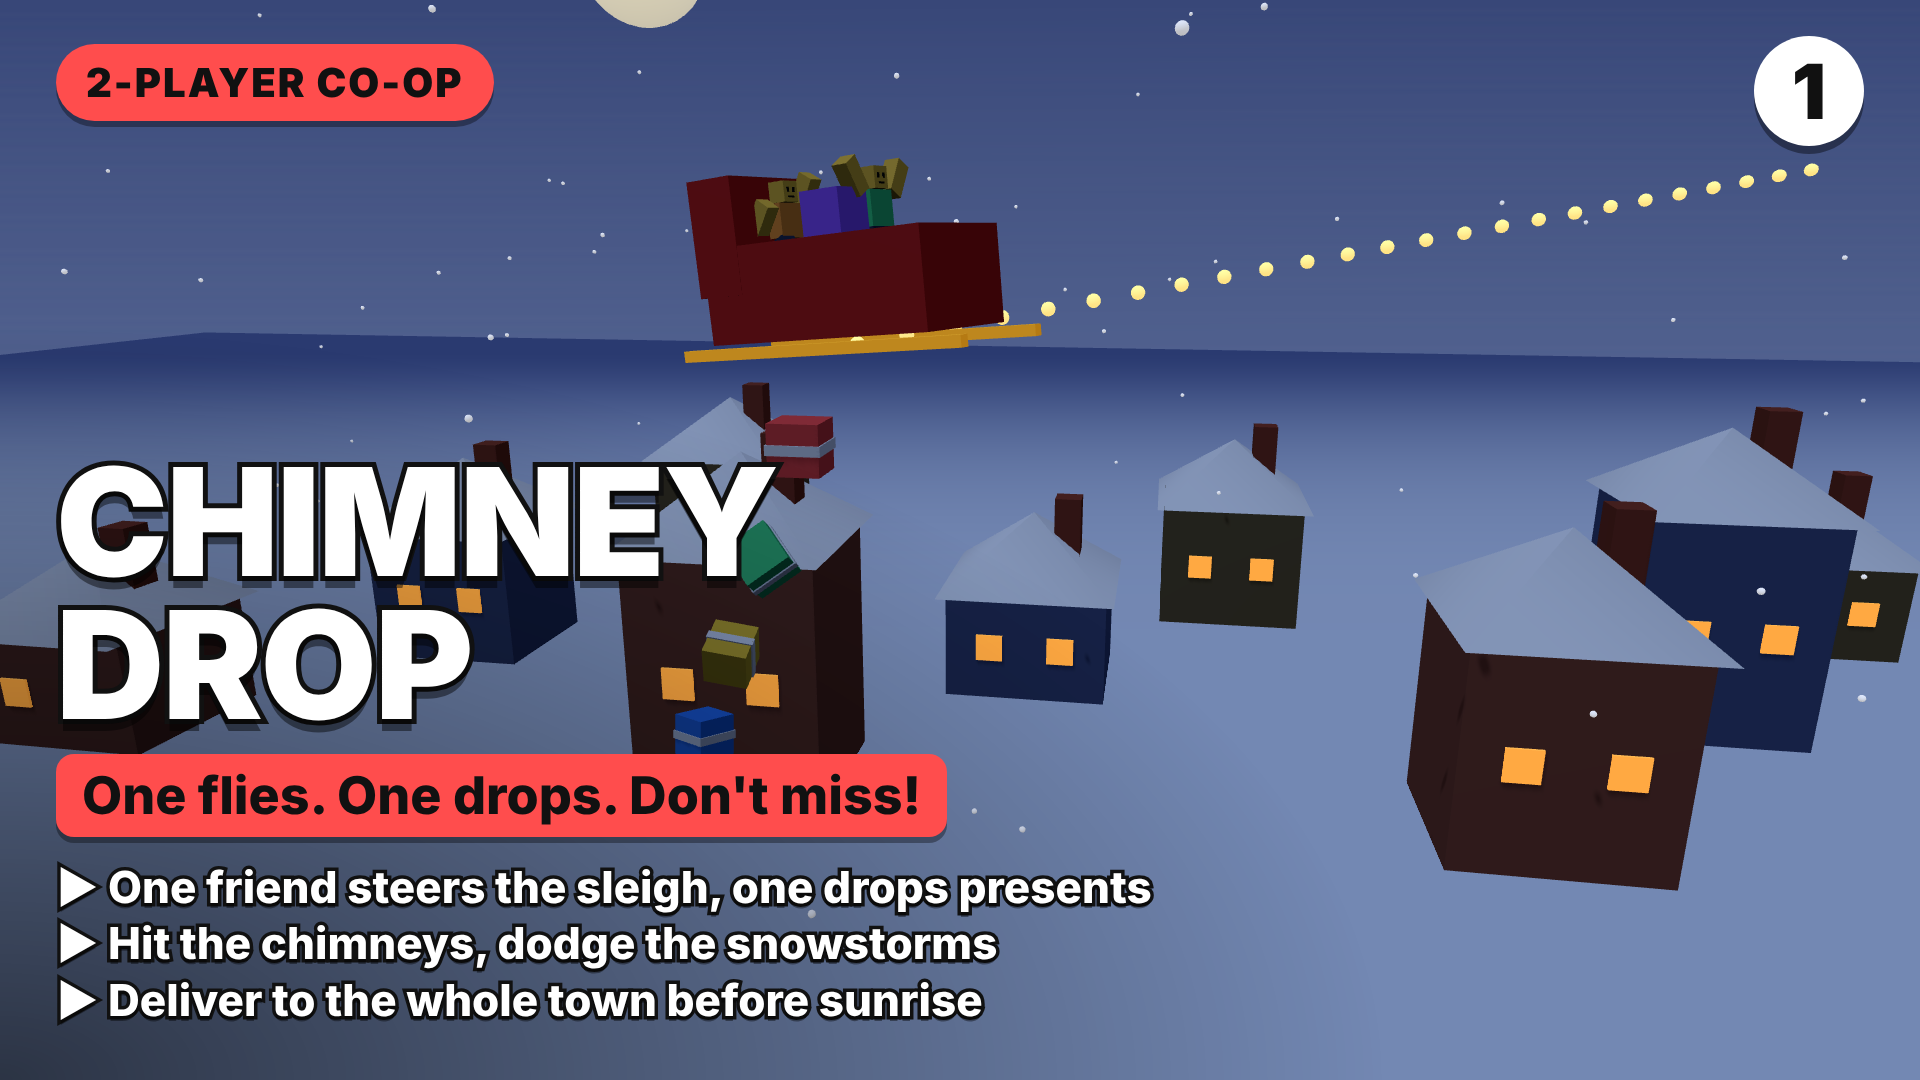 2-PLAYER CO-OP
1
CHIMNEY
DROP
One flies. One drops. Don't miss!
▶ One friend steers the sleigh, one drops presents
▶ Hit the chimneys, dodge the snowstorms
▶ Deliver to the whole town before sunrise